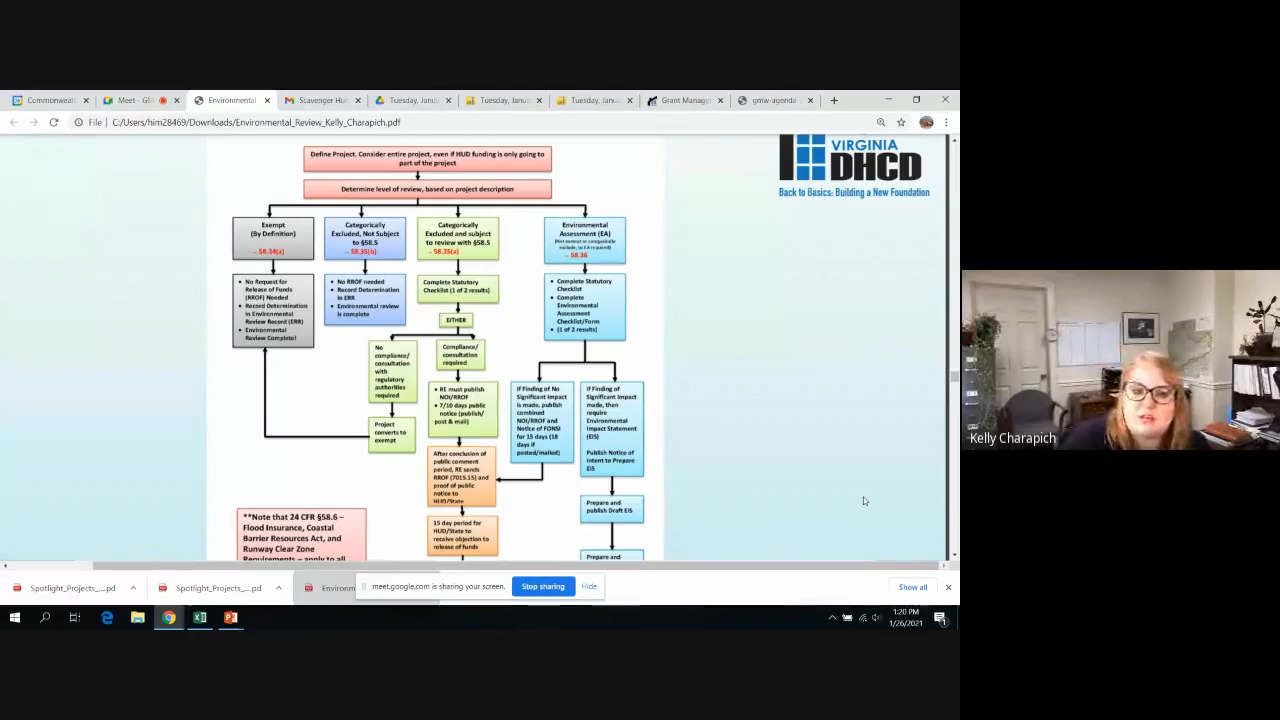 Commonwealt
Meet - GM
Environmental
Scavenger Hun
Tuesday, Janua
Tuesday, Janua
Tuesday, Janua
Grant Manager
gmw-agenda
File
C:/Users/him28469/Downloads/Environmental_Review_Kelly_Charapich.pdf
VIRGINIA
DHCD
Back to Basics: Building a New Foundation
Define Project. Consider entire project, even if HUD funding is only going to
part of the project
Determine level of review, based on project description
Exempt
(By Definition)
→ 58.34(a)
Categorically
Excluded, Not Subject
to §58.5
→ 58.35(b)
Categorically
Excluded and subject
to review with §58.5
→ 58.35(a)
Environmental
Assessment (EA)
→ 58.36
• No Request for
Release of Funds
(RROF) Needed
• Record Determination
in Environmental
Review Record (ERR)
• Environmental
Review Complete!
• No RROF needed
• Record Determination
in ERR
• Environmental review
is complete
Complete Statutory
Checklist (1 of 2 results)
• Complete Statutory
Checklist
• Complete
Environmental
Assessment
Checklist/Form
• (1 of 2 results)
EITHER
No
compliance/
consultation
with
regulatory
authorities
required
Compliance/
consultation
required
Project
converts to
exempt
• RE must publish
NOI/RROF
• 7/10 days public
notice (publish/
post & mail)
If Finding of No
Significant Impact
is made, publish
combined
NOI/RROF and
Notice of FONSI
for 15 days (18
days if
posted/mailed)
If Finding of
Significant Impact
made, then
require
Environmental
Impact Statement
(EIS)
Publish Notice of
Intent to Prepare
EIS
After conclusion of
public comment
period, RE sends
RROF (7015.15) and
proof of public
notice to
HUD/State
Prepare and
publish Draft EIS
15 day period for
HUD/State to
receive objection to
release of funds
Prepare and
**Note that 24 CFR §58.6 –
Flood Insurance, Coastal
Barrier Resources Act, and
Runway Clear Zone
Requirements – apply to all
Kelly Charapich
Spotlight_Projects_....pd
Spotlight_Projects_....pd
Environm
meet.google.com is sharing your screen.
Stop sharing
Hide
Show all
1:20 PM
1/26/2021